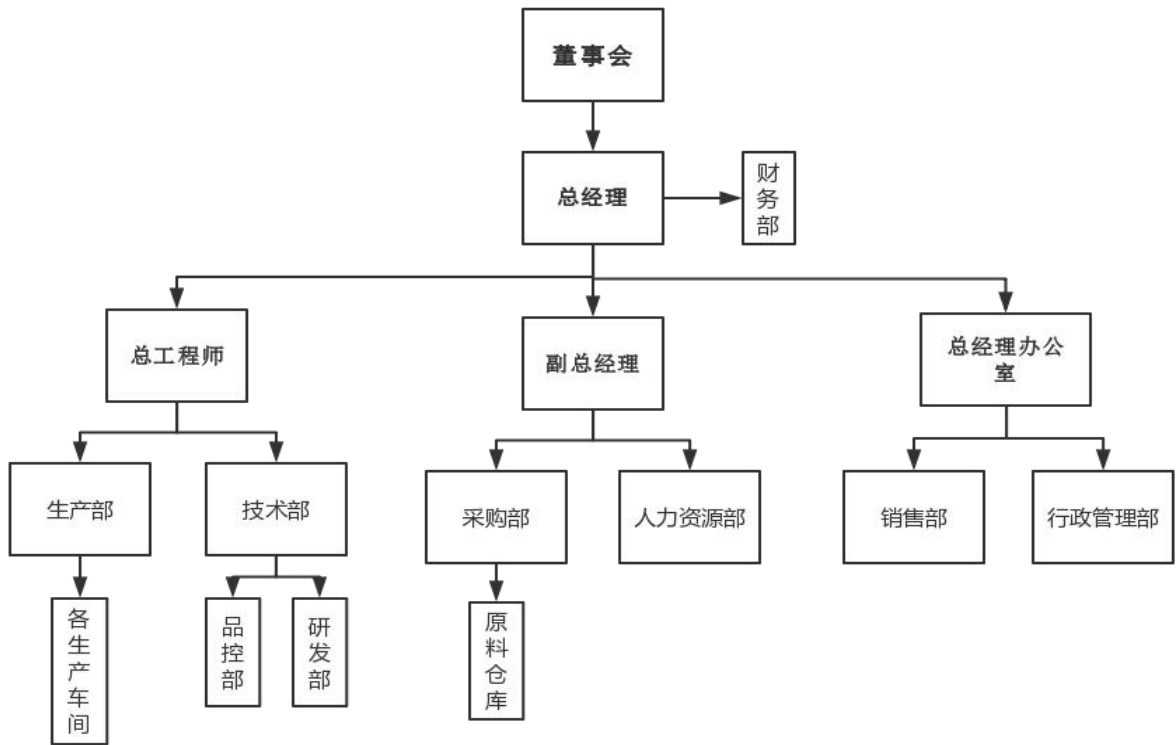 董事会
总经理
财务部
总工程师
副总经理
总经理办公
室
生产部
技术部
采购部
人力资源部
销售部
行政管理部
各生产车间
品控部
研发部
原料仓库